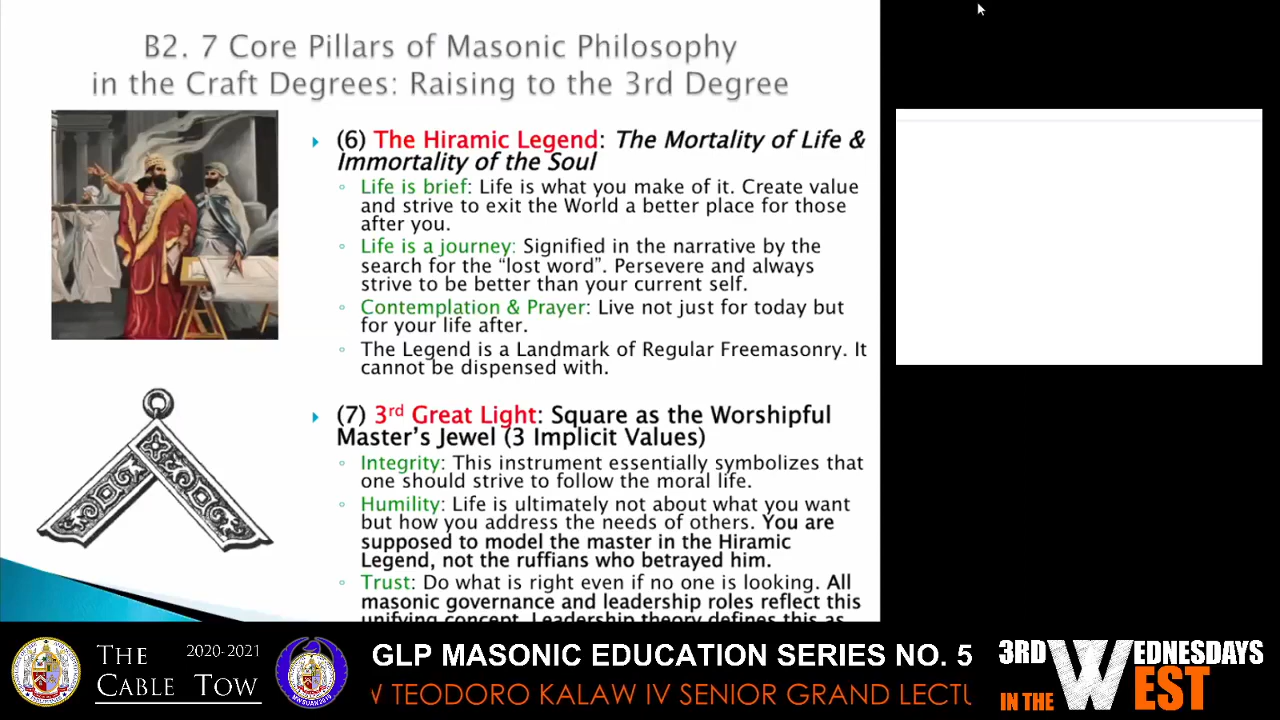 B2. 7 Core Pillars of Masonic Philosophy
in the Craft Degrees: Raising to the 3rd Degree
(6) The Hiramic Legend: The Mortality of Life &
Immortality of the Soul
Life is brief: Life is what you make of it. Create value
and strive to exit the World a better place for those
after you.
Life is a journey: Signified in the narrative by the
search for the “lost word”. Persevere and always
strive to be better than your current self.
Contemplation & Prayer: Live not just for today but
for your life after.
The Legend is a Landmark of Regular Freemasonry. It
cannot be dispensed with.
(7) 3rd Great Light: Square as the Worshipful
Master’s Jewel (3 Implicit Values)
Integrity: This instrument essentially symbolizes that
one should strive to follow the moral life.
Humility: Life is ultimately not about what you want
but how you address the needs of others. You are
supposed to model the master in the Hiramic
Legend, not the ruffians who betrayed him.
Trust: Do what is right even if no one is looking. All
masonic governance and leadership roles reflect this
unifying concept. Leadership theory defines this as
THE
CABLE TOW
2020-2021
GLP MASONIC EDUCATION SERIES NO. 5
TEODORO KALAW IV SENIOR GRAND LECTU
3RD WEDNESDAYS
IN THE WEST